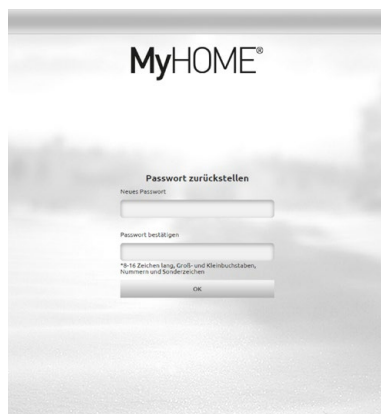 MyHOME®
Passwort zurückstellen
Neues Passwort
Passwort bestätigen
*8-16 Zeichen lang, Groß- und Kleinbuchstaben,
Nummern und Sonderzeichen
OK